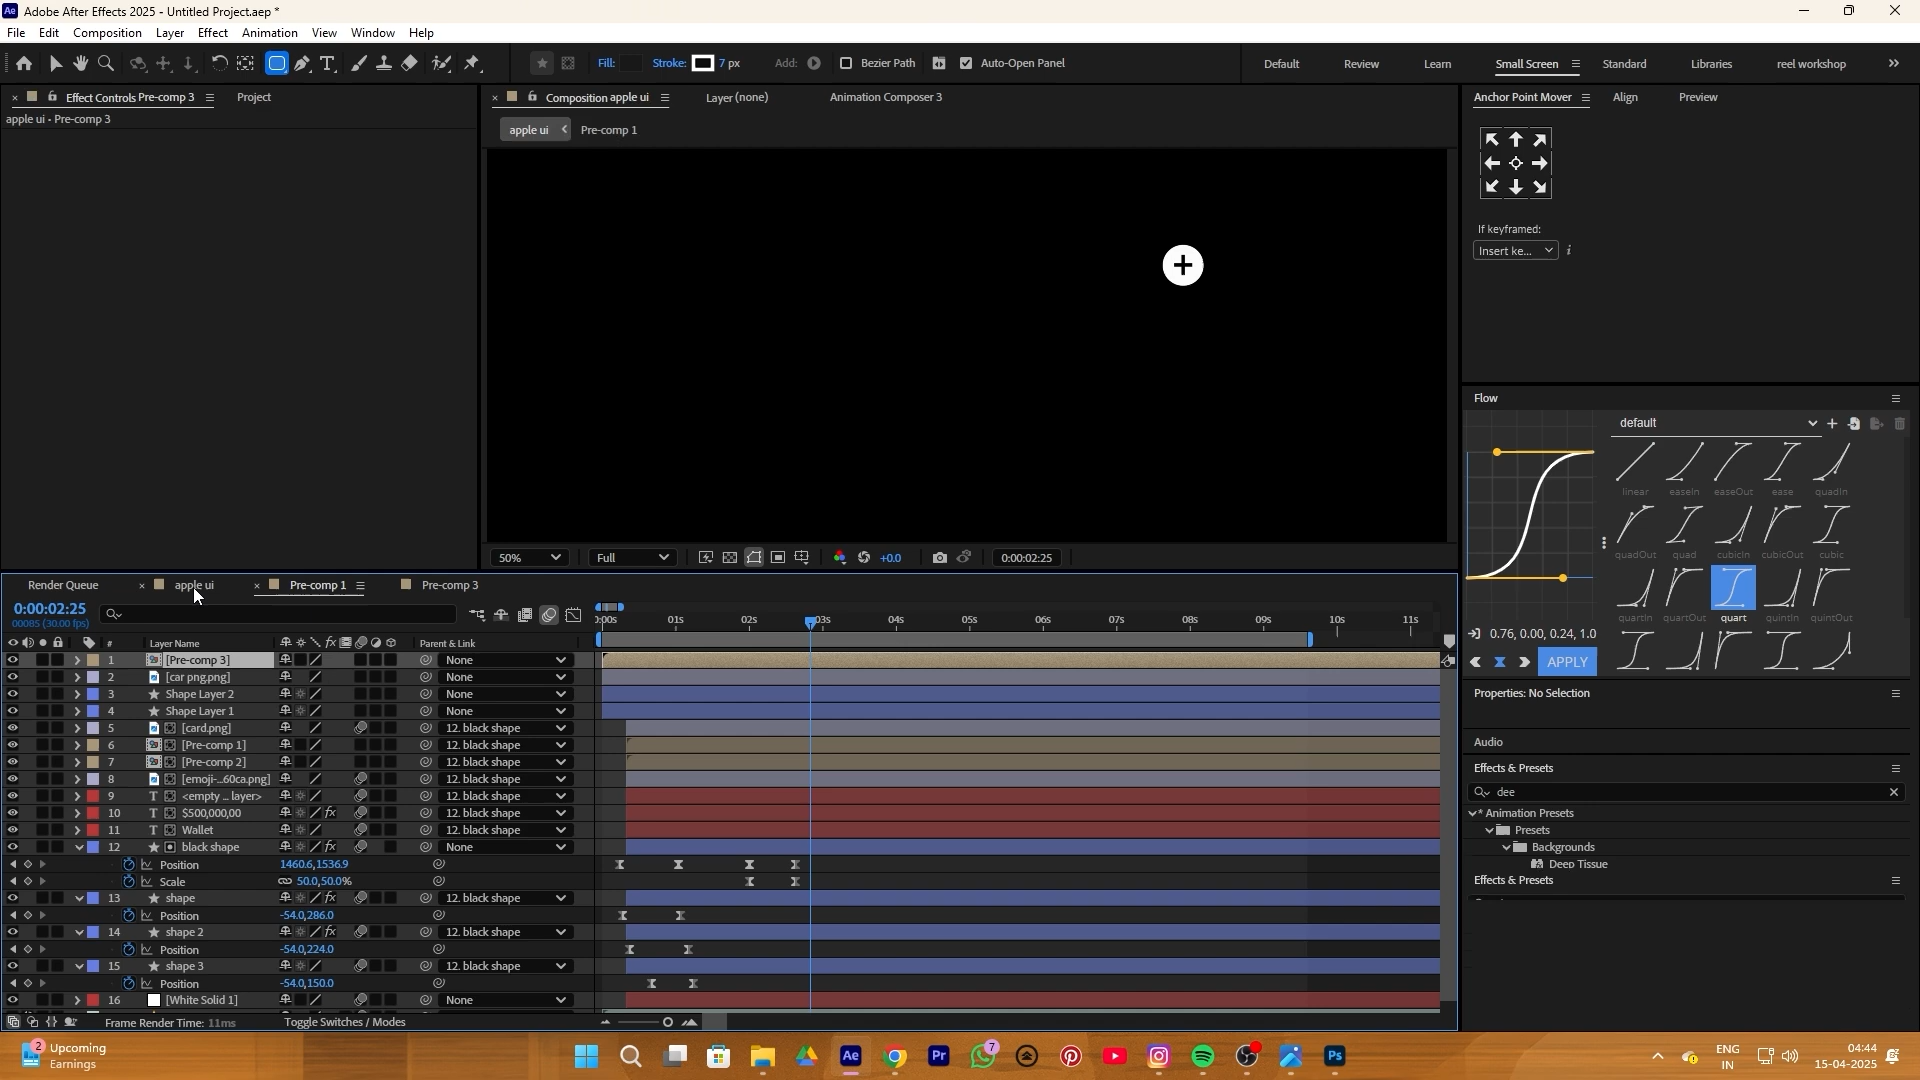 Adobe After Effects 2025 - Untitled Project.aep *
File Edit Composition Layer Effect Animation View Window Help
Fill: Stroke: 7 px Add: Bezier Path Auto-Open Panel Default Review Learn Small Screen Standard Libraries reel workshop
Effect Controls Pre-comp 3 Project
apple ui • Pre-comp 3
Composition apple ui Layer (none) Animation Composer 3
apple ui Pre-comp 1
Anchor Point Mover Align Preview
If keyframed:
Insert ke...
Flow
default
linear easeIn easeOut ease quadIn
quadOut quad cubicIn cubicOut cubic
quartIn quartOut quart quintIn quintOut
0.76, 0.00, 0.24, 1.0
APPLY
Properties: No Selection
Audio
Effects & Presets
dee
* Animation Presets
Presets
Backgrounds
Deep Tissue
Effects & Presets
50% Full +0.0 0:00:02:25
Render Queue apple ui Pre-comp 1 Pre-comp 3
0:00:02:25
00085 (30.00 fps)
01s 02s 03s 04s 05s 06s 07s 08s 09s 10s 11s
# Layer Name Parent & Link
1 [Pre-comp 3] None
2 [car png.png] None
3 Shape Layer 2 None
4 Shape Layer 1 None
5 [card.png] 12. black shape
6 [Pre-comp 1] 12. black shape
7 [Pre-comp 2] 12. black shape
8 [emoji-...60ca.png] 12. black shape
9 <empty ... layer> 12. black shape
10 $500,000,00 12. black shape
11 Wallet 12. black shape
12 black shape None
Position 1460.6,1536.9
Scale 50.0,50.0%
13 shape 12. black shape
Position -54.0,286.0
14 shape 2 12. black shape
Position -54.0,224.0
15 shape 3 12. black shape
Position -54.0,150.0
16 [White Solid 1] None
Frame Render Time: 11ms Toggle Switches / Modes
2 Upcoming
Earnings
7
ENG
IN
04:44
15-04-2025